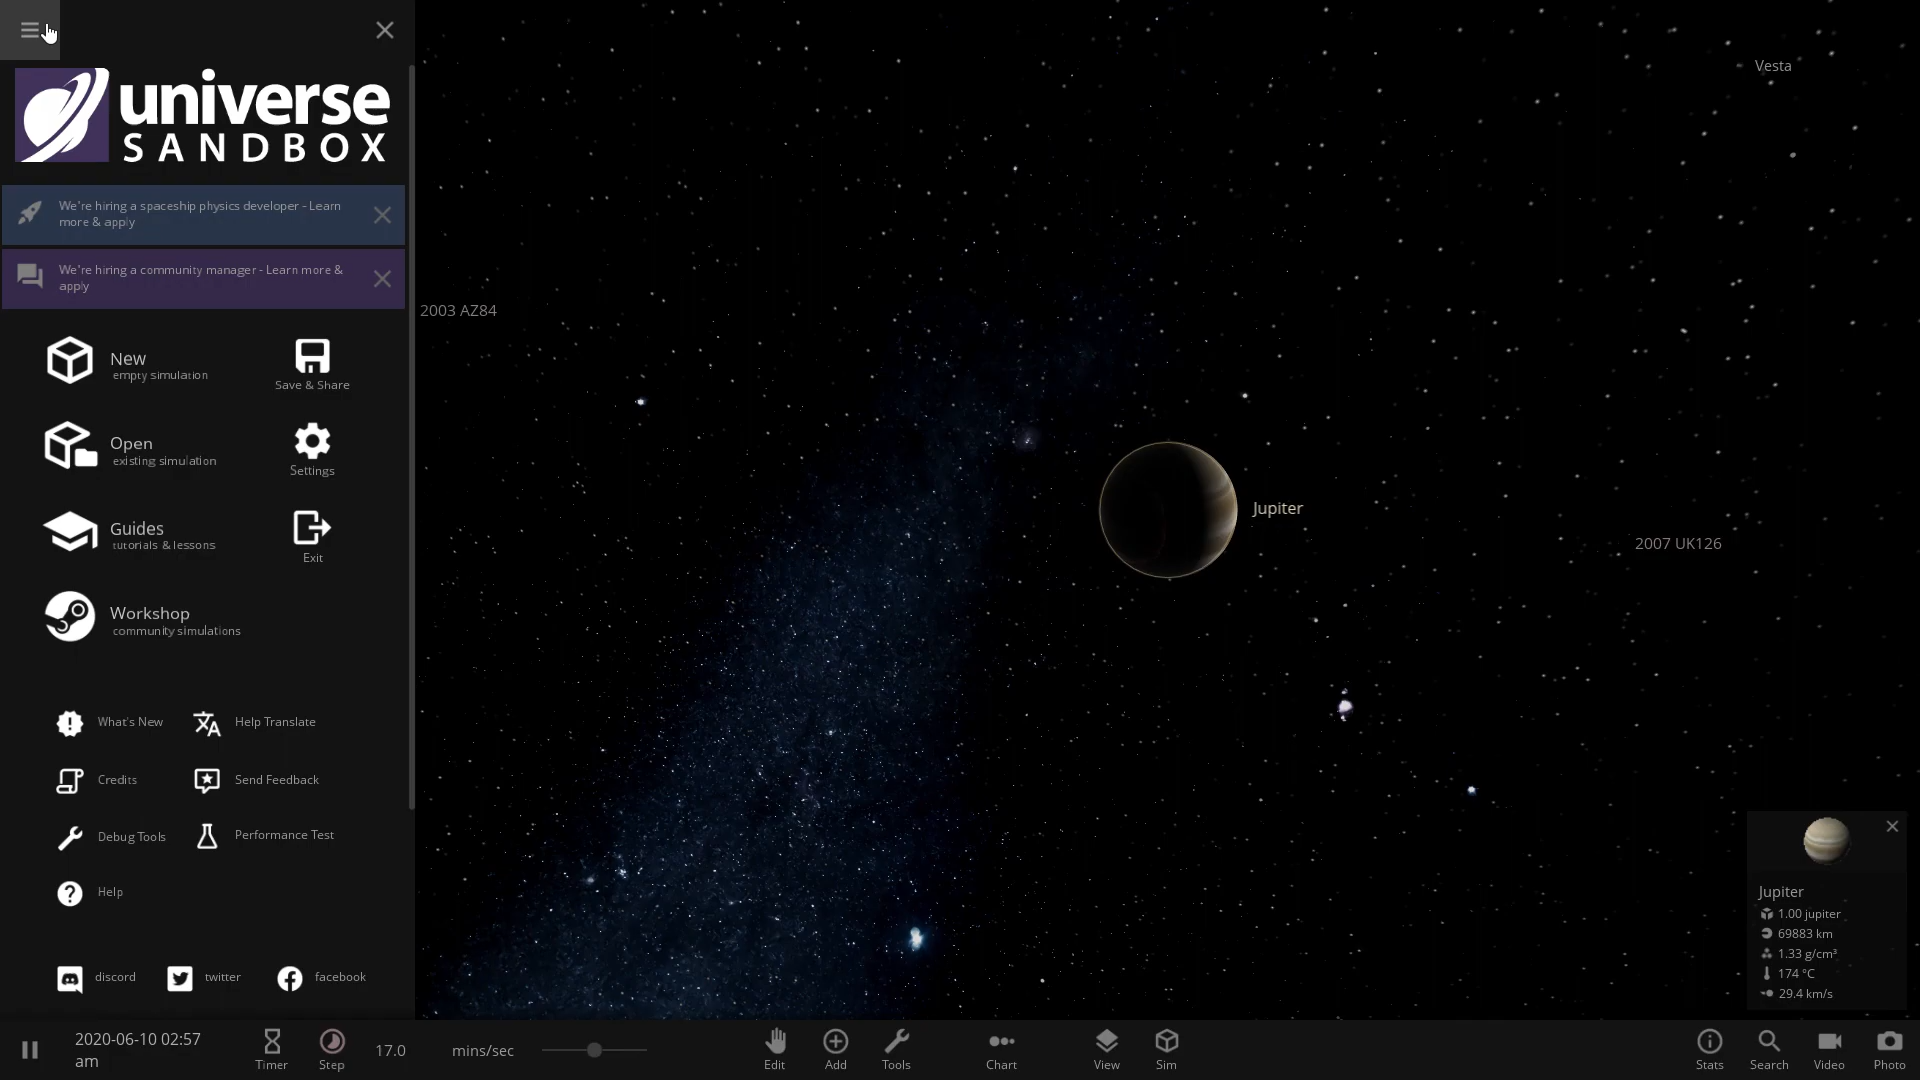 universe
SANDBOX
We're hiring a spaceship physics developer - Learn
more & apply
We're hiring a community manager - Learn more &
apply
New
empty simulation
Save & Share
Open
existing simulation
Settings
Guides
tutorials & lessons
Exit
Workshop
community simulations
What's New
Help Translate
Credits
Send Feedback
Debug Tools
Performance Test
Help
discord
twitter
facebook
Vesta
2003 AZ84
Jupiter
2007 UK126
Jupiter
1.00 jupiter
69883 km
1.33 g/cm³
174 °C
29.4 km/s
2020-06-10 02:57
am
Timer
Step
17.0
mins/sec
Edit
Add
Tools
Chart
View
Sim
Stats
Search
Video
Photo